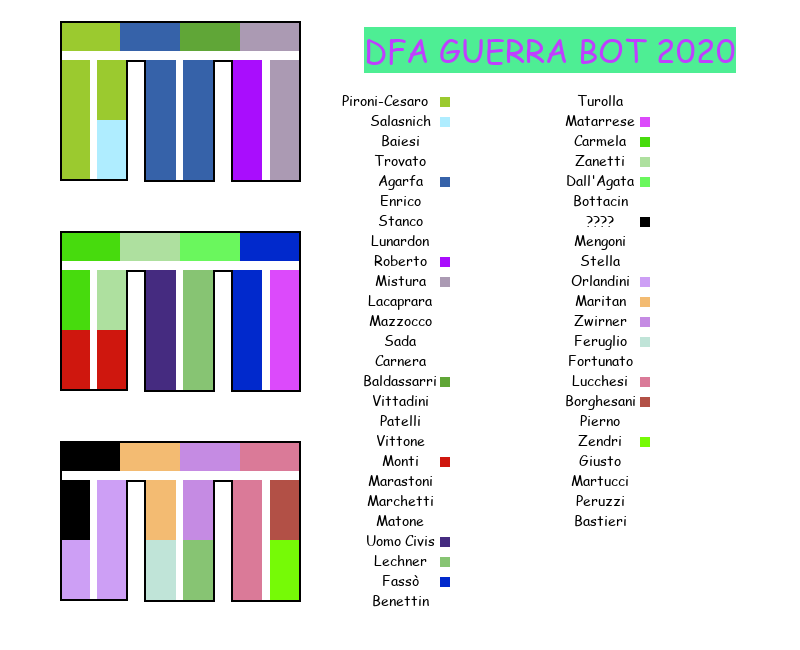 DFA GUERRA BOT 2020
Pironi-Cesaro
Salasnich
Baiesi
Trovato
Agarfa
Enrico
Stanco
Lunardon
Roberto
Mistura
Lacaprara
Mazzocco
Sada
Carnera
Baldassarri
Vittadini
Patelli
Vittone
Monti
Marastoni
Marchetti
Matone
Uomo Civis
Lechner
Fassò
Benettin
Turolla
Matarrese
Carmela
Zanetti
Dall'Agata
Bottacin
????
Mengoni
Stella
Orlandini
Maritan
Zwirner
Feruglio
Fortunato
Lucchesi
Borghesani
Pierno
Zendri
Giusto
Martucci
Peruzzi
Bastieri